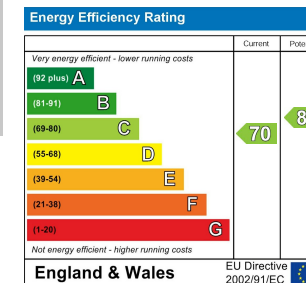 Energy Efficiency Rating
Current
Very energy efficient - lower running costs
(92 plus) A
(81-91) B
(69-80) C
70
(55-68) D
(39-54) E
(21-38) F
(1-20) G
Not energy efficient - higher running costs
England & Wales
EU Directive
2002/91/EC